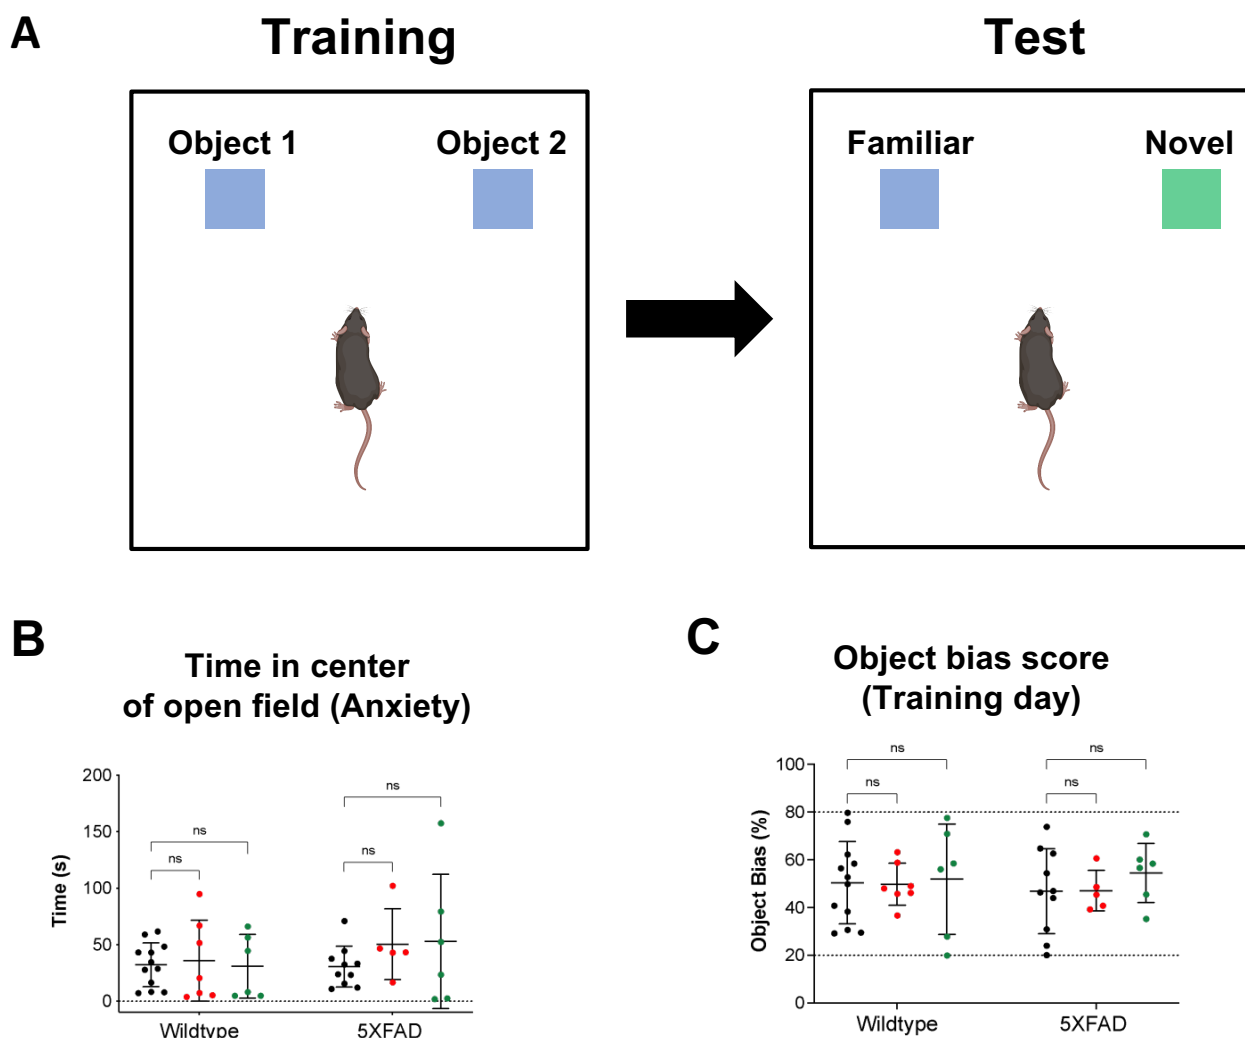 A
Training
Test
Object 1
Object 2
Familiar
Novel
B
Time in center
of open field (Anxiety)
Time (s)
200
150
100
50
0
ns
ns
ns
ns
Wildtype
5XFAD
C
Object bias score
(Training day)
Object Bias (%)
100
80
60
40
20
0
ns
ns
ns
ns
Wildtype
5XFAD